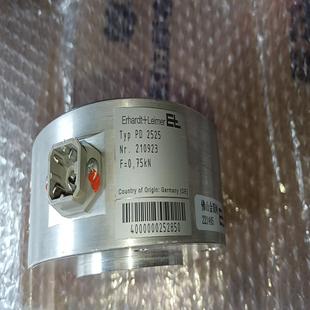 Erhardt+Leimer EL
Typ PD 2525
Nr. 210923
F=0,75kN
Country of Origin: Germany (DE)
4000000252850